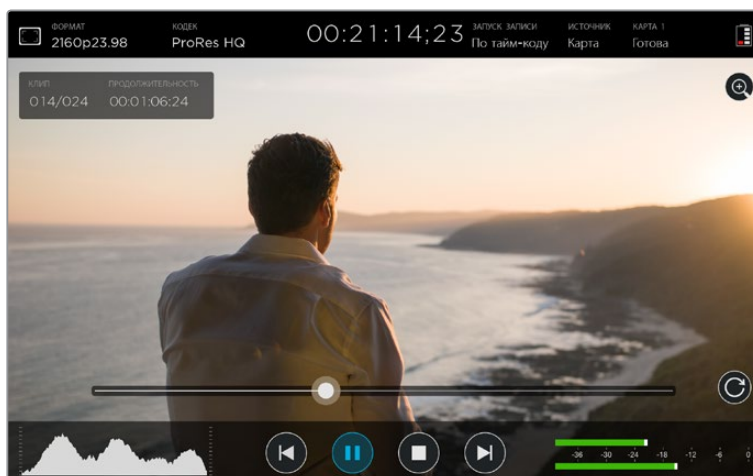 ФОРМАТ КОДЕК 00:21:14;23 ЗАПУСК ЗАПИСИ ИСТОЧНИК КАРТА 1
2160p23.98 ProRes HQ По тайм-коду Карта Готова
КЛИП ПРОДОЛЖИТЕЛЬНОСТЬ
014/024 00:01:06:24
-36 -30 -24 -18 -12 -6 0